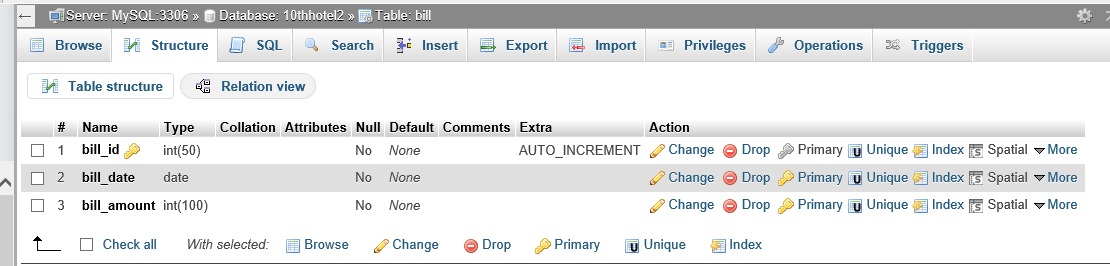 Server: MySQL:3306 » Database: 10thhotel2 » Table: bill
Browse Structure SQL Search Insert Export Import Privileges Operations Triggers
Table structure Relation view
# Name Type Collation Attributes Null Default Comments Extra Action
1 bill_id int(50) No None AUTO_INCREMENT Change Drop Primary Unique Index Spatial More
2 bill_date date No None Change Drop Primary Unique Index Spatial More
3 bill_amount int(100) No None Change Drop Primary Unique Index Spatial More
Check all With selected: Browse Change Drop Primary Unique Index